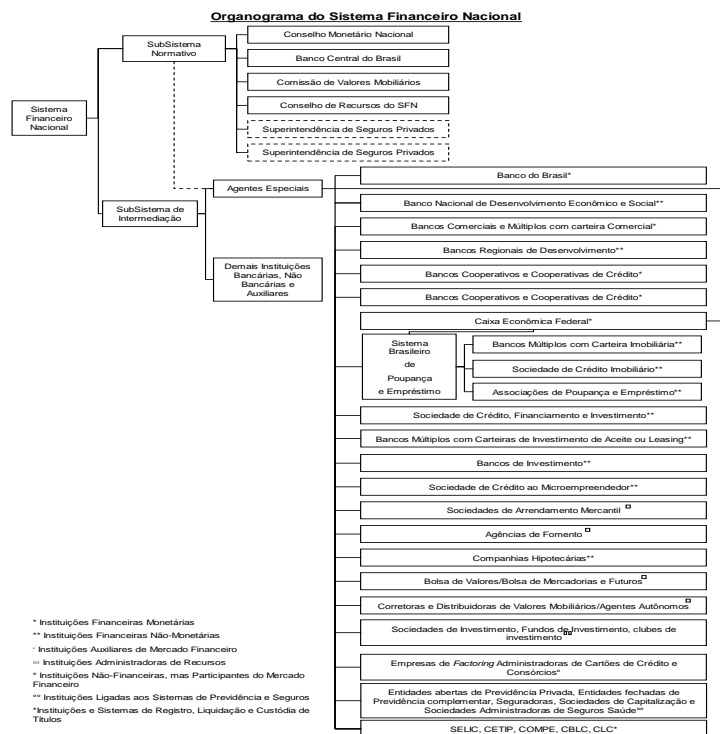 Organograma do Sistema Financeiro Nacional
SubSistema
Normativo
Conselho Monetário Nacional
Banco Central do Brasil
Comissão de Valores Mobiliários
Conselho de Recursos do SFN
Superintendência de Seguros Privados
Superintendência de Seguros Privados
Sistema
Financeiro
Nacional
SubSistema de
Intermediação
Agentes Especiais
Demais Instituições
Bancárias, Não
Bancárias e
Auxiliares
Banco do Brasil*
Banco Nacional de Desenvolvimento Econômico e Social**
Bancos Comerciais e Múltiplos com carteira Comercial*
Bancos Regionais de Desenvolvimento**
Bancos Cooperativos e Cooperativas de Crédito*
Bancos Cooperativos e Cooperativas de Crédito*
Caixa Econômica Federal*
Sistema
Brasileiro
de
Poupança
e Empréstimo
Bancos Múltiplos com Carteira Imobiliária**
Sociedade de Crédito Imobiliário**
Associações de Poupança e Empréstimo**
Sociedade de Crédito, Financiamento e Investimento**
Bancos Múltiplos com Carteiras de Investimento de Aceite ou Leasing**
Bancos de Investimento**
Sociedade de Crédito ao Microempreendedor**
Sociedades de Arrendamento Mercantil
Agências de Fomento
Companhias Hipotecárias**
Bolsa de Valores/Bolsa de Mercadorias e Futuros
Corretoras e Distribuidoras de Valores Mobiliários/Agentes Autônomos
Sociedades de Investimento, Fundos de Investimento, clubes de
investimento
Empresas de Factoring Administradoras de Cartões de Crédito e
Consórcios°
Entidades abertas de Previdência Privada, Entidades fechadas de
Previdência complementar, Seguradoras, Sociedades de Capitalização e
Sociedades Administradoras de Seguros Saúde°°
SELIC, CETIP, COMPE, CBLC, CLC*
* Instituições Financeiras Monetárias
** Instituições Financeiras Não-Monetárias
Instituições Auxiliares de Mercado Financeiro
Instituições Administradoras de Recursos
° Instituições Não-Financeiras, mas Participantes do Mercado
Financeiro
°° Instituições Ligadas aos Sistemas de Previdência e Seguros
*Instituições e Sistemas de Registro, Liquidação e Custódia de
Títulos